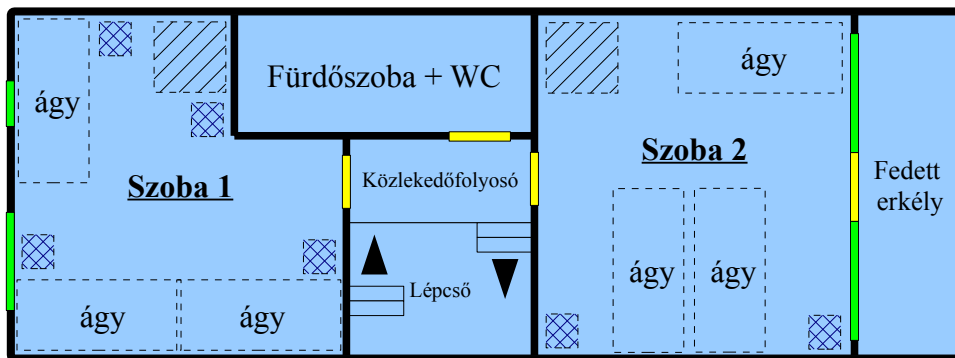 ágy
Szoba 1
ágy
ágy
Fürdőszoba + WC
Közlekedőfolyosó
Lépcső
ágy
Szoba 2
ágy
ágy
Fedett
erkély